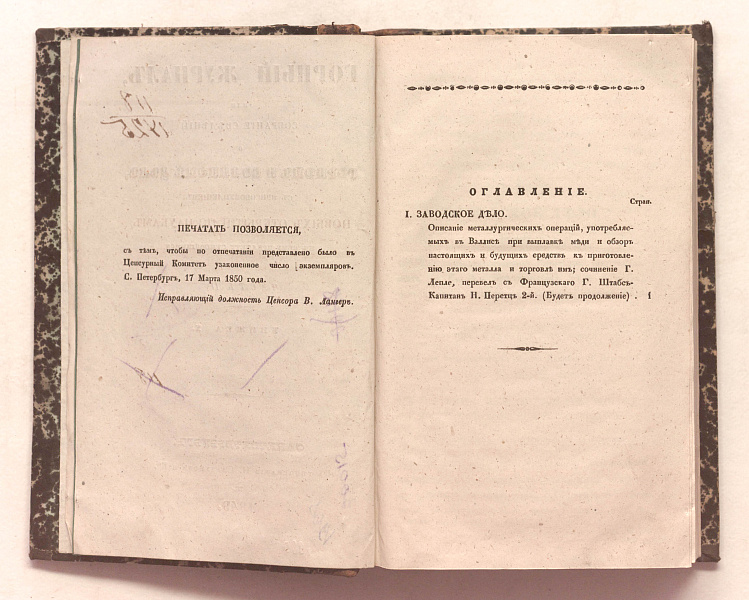 ПЕЧАТАТЬ ПОЗВОЛЯЕТСЯ,
съ тѣмъ, чтобы по отпечатаніи представлено было въ
Ценсурный Комитетъ узаконенное число экземпляровъ.
С. Петербургъ, 17 Марта 1850 года.
Исправляющій должность Ценсора В. Ланге
ОГЛАВЛЕНІЕ.
Стран.
I. ЗАВОДСКОЕ ДѢЛО.
Описаніе металлургическихъ операцій, употребляе-
мыхъ въ Валлисѣ при выплавкѣ мѣди и обзоръ
настоящихъ и будущихъ средствъ къ приготовле-
нію этаго металла и торговлѣ имъ; сочиненіе Г.
Лепле, перевелъ съ Французскаго Г. Штабсъ-
Капитанъ Н. Перетцъ 2-й. (Будетъ продолженіе) . 1